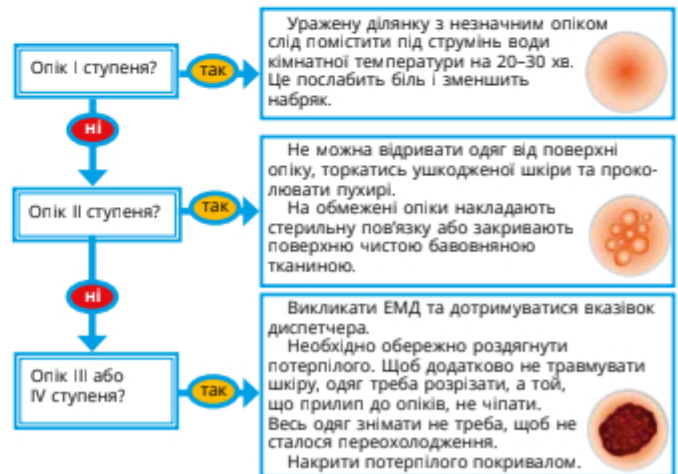 Опік І ступеня?
так
Уражену ділянку з незначним опіком
слід помістити під струмінь води
кімнатної температури на 20–30 хв.
Це послабить біль і зменшить
набряк.
ні
Опік ІІ ступеня?
так
Не можна відривати одяг від поверхні
опіку, торкатись ушкодженої шкіри та проко-
лювати пухирі.
На обмежені опіки накладають
стерильну пов'язку або закривають
поверхню чистою бавовняною
тканиною.
ні
Опік ІІІ або
IV ступеня?
так
Викликати ЕМД та дотримуватися вказівок
диспетчера.
Необхідно обережно роздягнути
потерпілого. Щоб додатково не травмувати
шкіру, одяг треба розрізати, а той,
що прилип до опіків, не чіпати.
Весь одяг знімати не треба, щоб не
сталося переохолодження.
Накрити потерпілого покривалом.